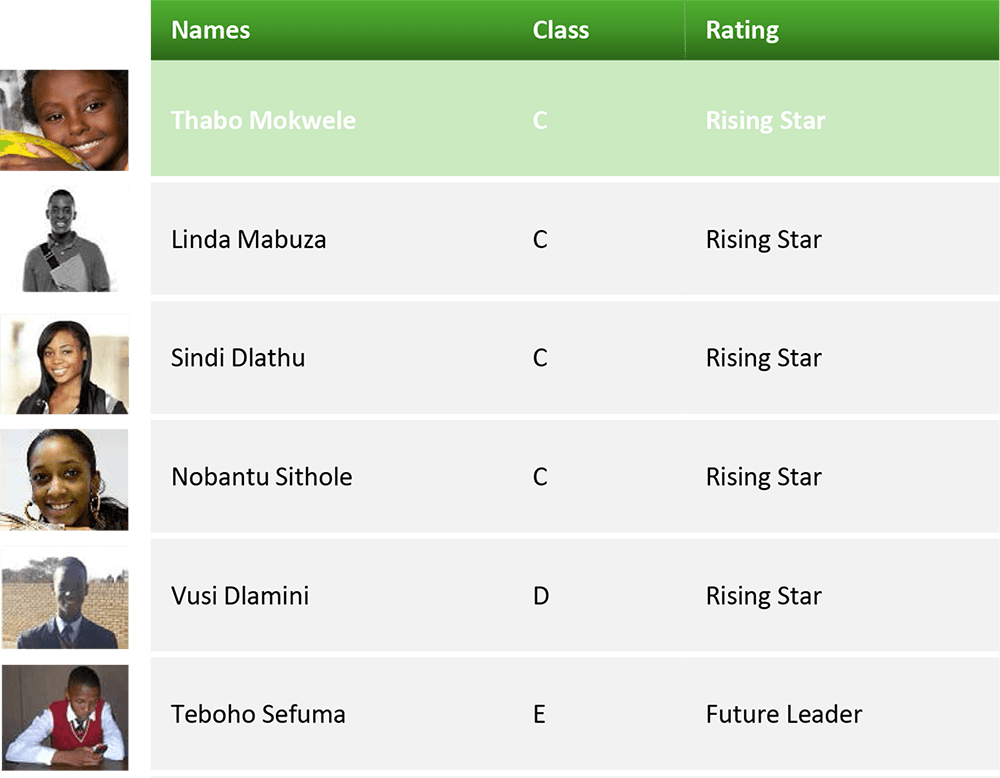 Names Class Rating
Thabo Mokwele C Rising Star
Linda Mabuza C Rising Star
Sindi Dlathu C Rising Star
Nobantu Sithole C Rising Star
Vusi Dlamini D Rising Star
Teboho Sefuma E Future Leader